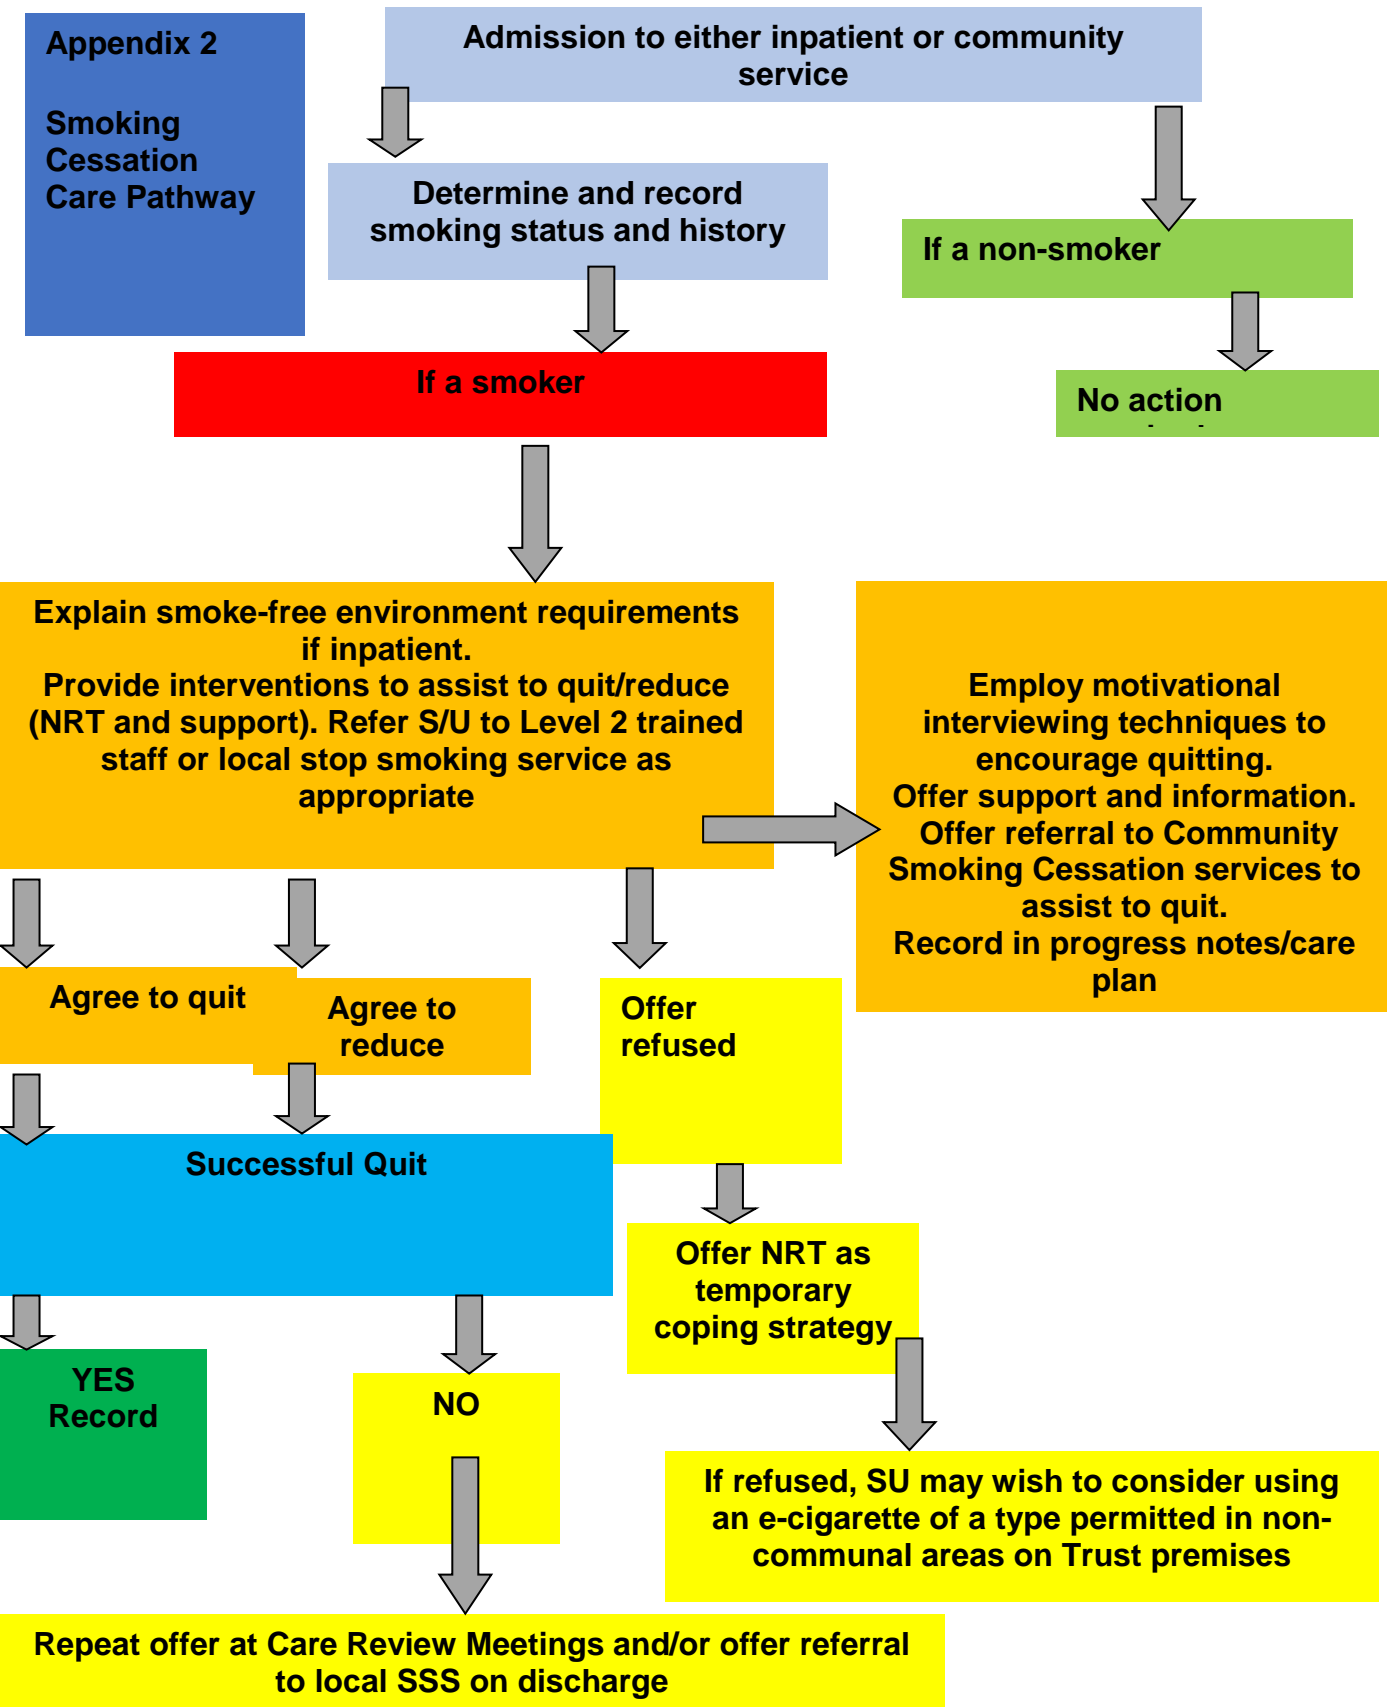 Appendix 2
Smoking
Cessation
Care Pathway
Admission to either inpatient or community
service
Determine and record
smoking status and history
If a non-smoker
If a smoker
No action
Explain smoke-free environment requirements
if inpatient.
Provide interventions to assist to quit/reduce
(NRT and support). Refer S/U to Level 2 trained
staff or local stop smoking service as
appropriate
Employ motivational
interviewing techniques to
encourage quitting.
Offer support and information.
Offer referral to Community
Smoking Cessation services to
assist to quit.
Record in progress notes/care
plan
Agree to quit
Agree to
reduce
Offer
refused
Successful Quit
Offer NRT as
temporary
coping strategy
YES
Record
NO
If refused, SU may wish to consider using
an e-cigarette of a type permitted in non-
communal areas on Trust premises
Repeat offer at Care Review Meetings and/or offer referral
to local SSS on discharge